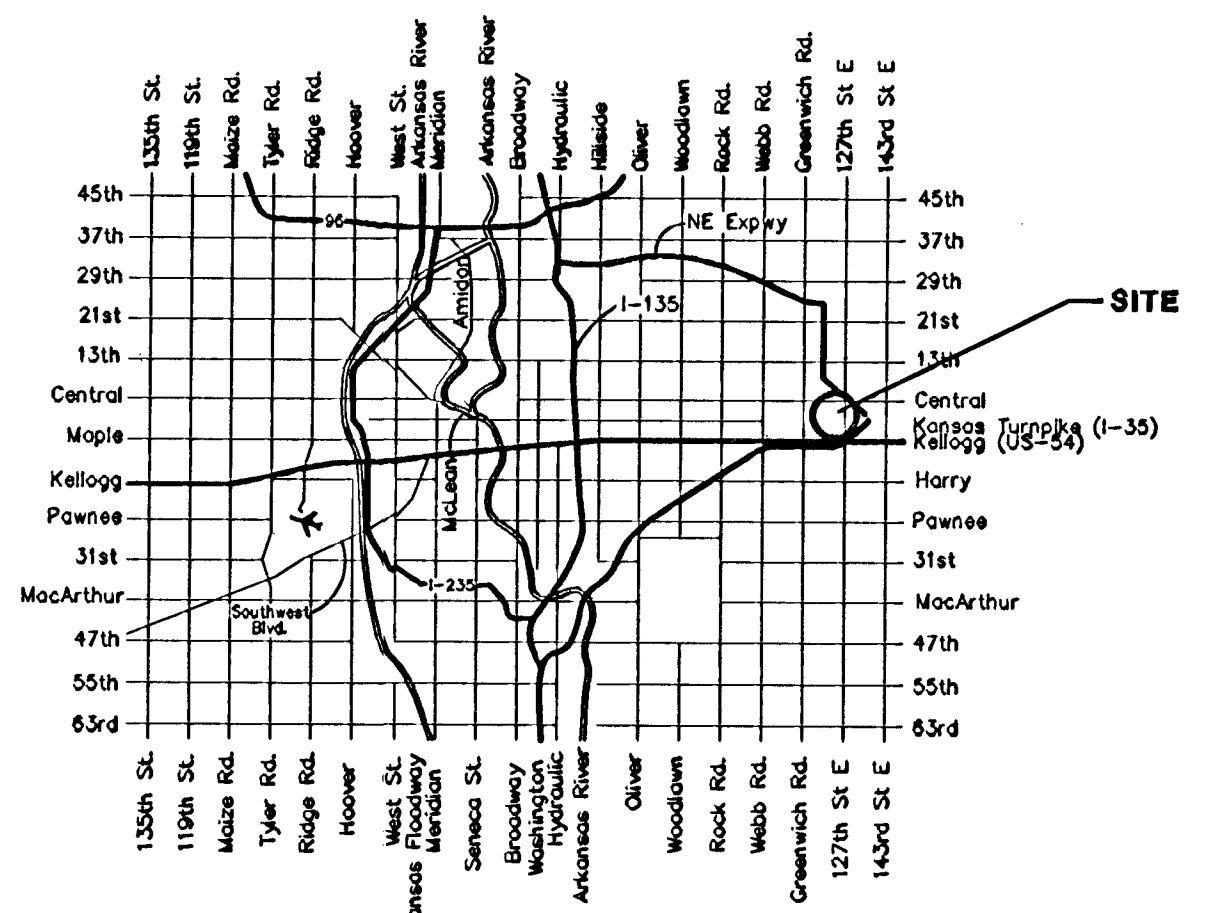 135th St.
119th St.
Maize Rd.
Tyler Rd.
Ridge Rd.
Hoover
West St.
Arkansas River
Meridian
Arkansas River
Broadway
Hydraulic
Hillside
Oliver
Woodlawn
Rock Rd.
Webb Rd.
Greenwich Rd.
127th St E
143rd St E
45th
37th
29th
21st
13th
Central
Maple
Kellogg
Pawnee
31st
MacArthur
47th
55th
63rd
96
Amidon
NE Expwy
I-135
SITE
McLean
I-235
Southwest
Blvd.
45th
37th
29th
21st
13th
Central
Kansas Turnpike (I-35)
Kellogg (US-54)
Harry
Pawnee
31st
MacArthur
47th
55th
63rd
135th St.
119th St.
Maize Rd.
Tyler Rd.
Ridge Rd.
Hoover
West St.
ansas Floodway
Meridian
Seneca St.
Broadway
Washington
Hydraulic
Arkansas River
Oliver
Woodlawn
Rock Rd.
Webb Rd.
Greenwich Rd.
127th St E
143rd St E